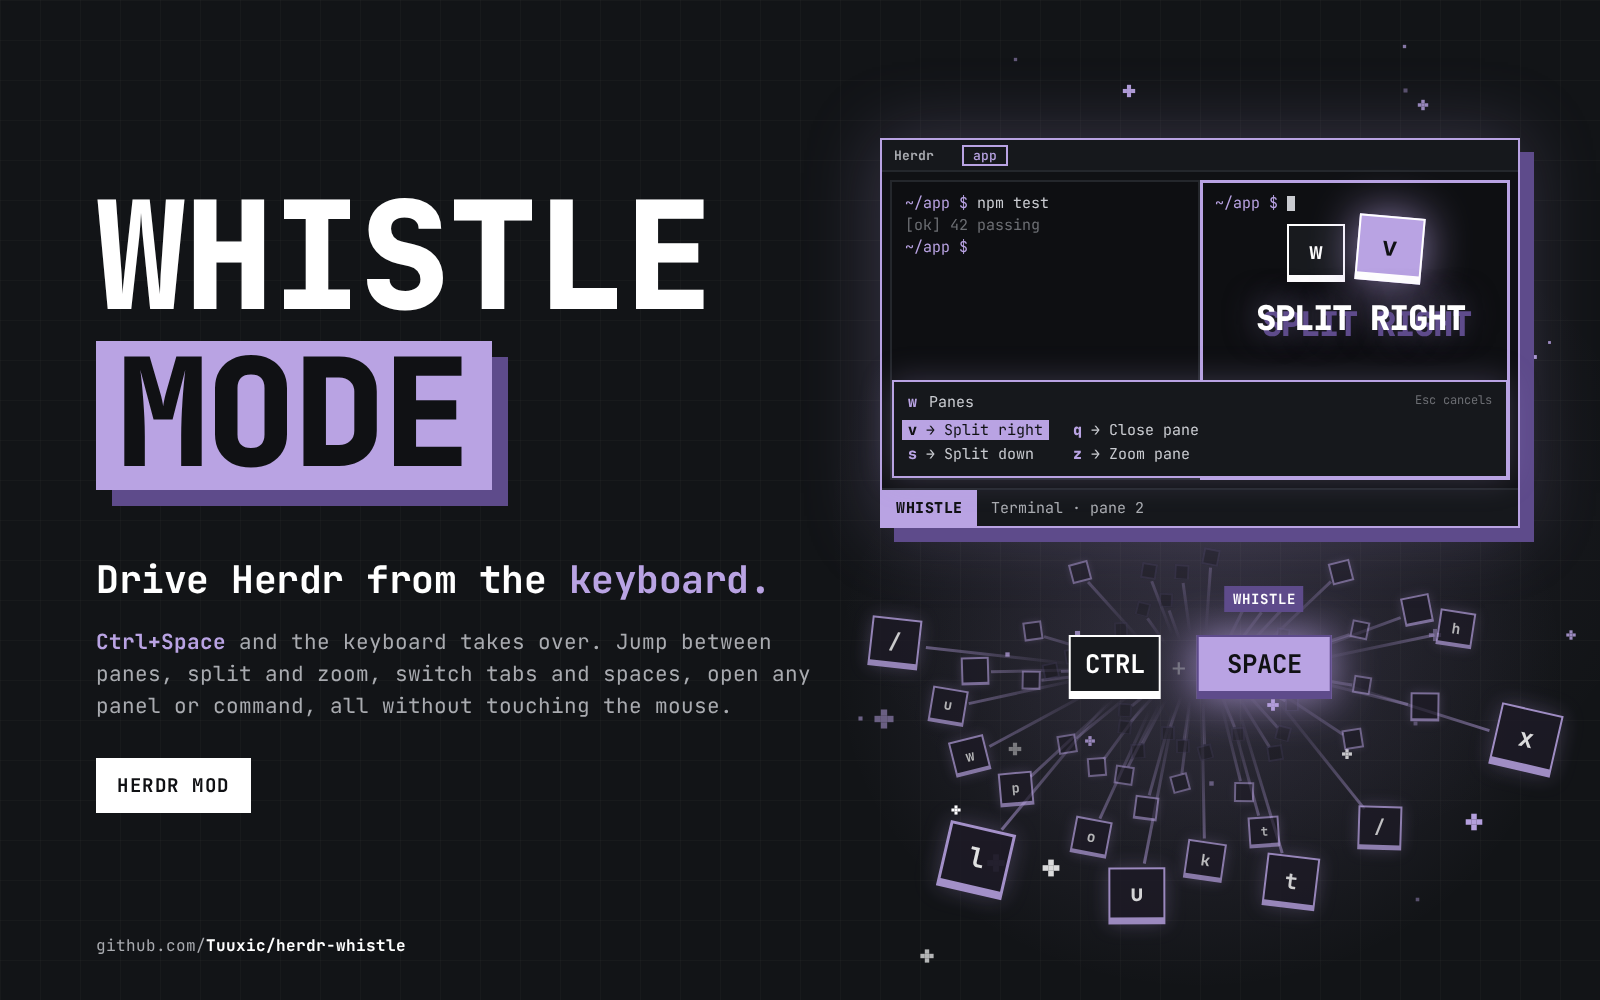 WHISTLE
MODE
Drive Herdr from the keyboard.
Ctrl+Space and the keyboard takes over. Jump between
panes, split and zoom, switch tabs and spaces, open any
panel or command, all without touching the mouse.
HERDR MOD
github.com/Tuuxic/herdr-whistle
Herdr app
~/app $ npm test
[ok] 42 passing
~/app $
~/app $
w v
SPLIT RIGHT
w Panes Esc cancels
v → Split right q → Close pane
s → Split down z → Zoom pane
WHISTLE Terminal · pane 2
WHISTLE
CTRL + SPACE
/
h
u
w
p
x
l
o
u
k
t
t
/